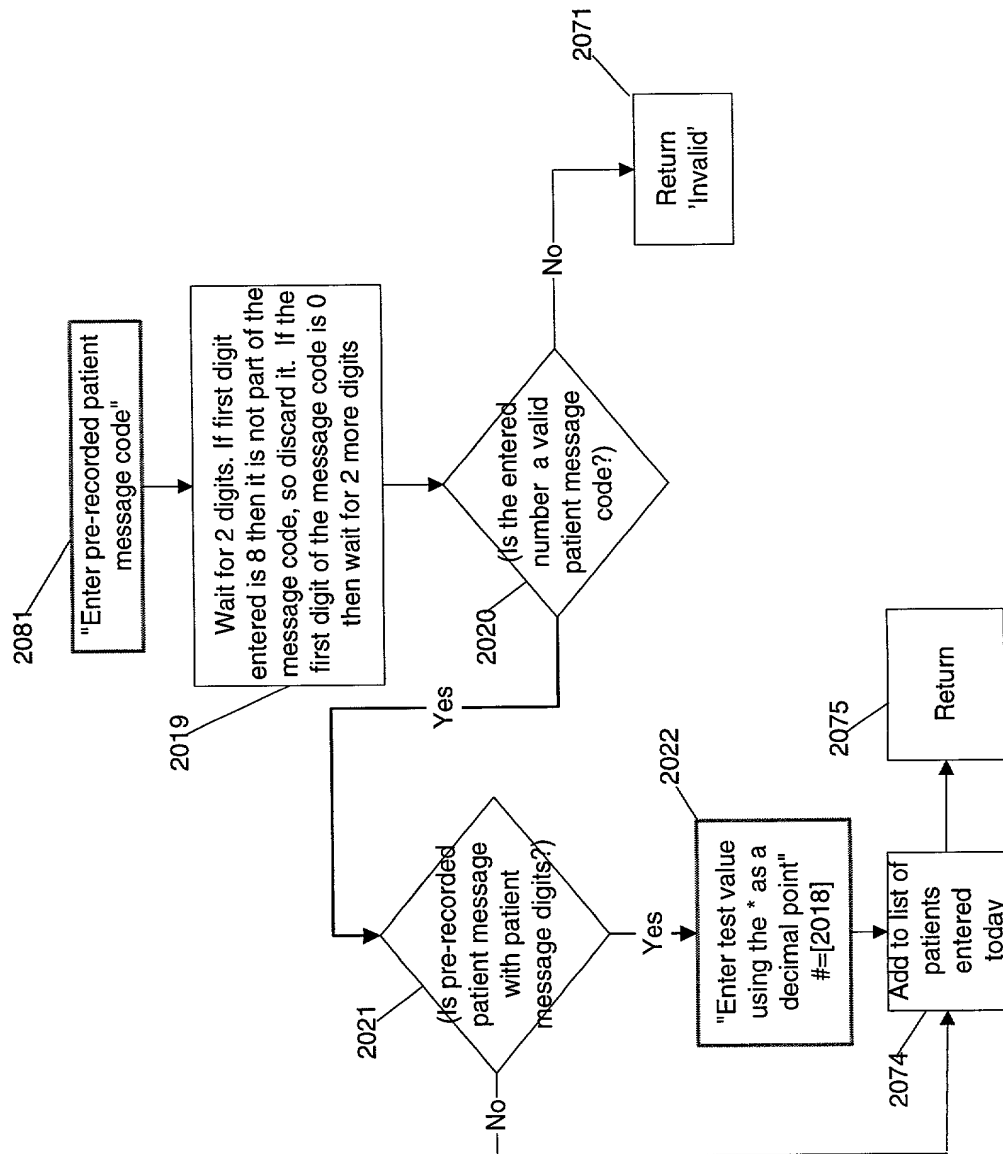 2081
"Enter pre-recorded patient
message code"
2019
Wait for 2 digits. If first digit
entered is 8 then it is not part of the
message code, so discard it. If the
first digit of the message code is 0
then wait for 2 more digits
2020
(Is the entered
number a valid
patient message
code?)
No
2071
Return
'Invalid'
Yes
2021
(Is pre-recorded
patient message
with patient
message digits?)
Yes
No
2022
"Enter test value
using the * as a
decimal point"
#=[2018]
2074
Add to list of
patients
entered
today
2075
Return